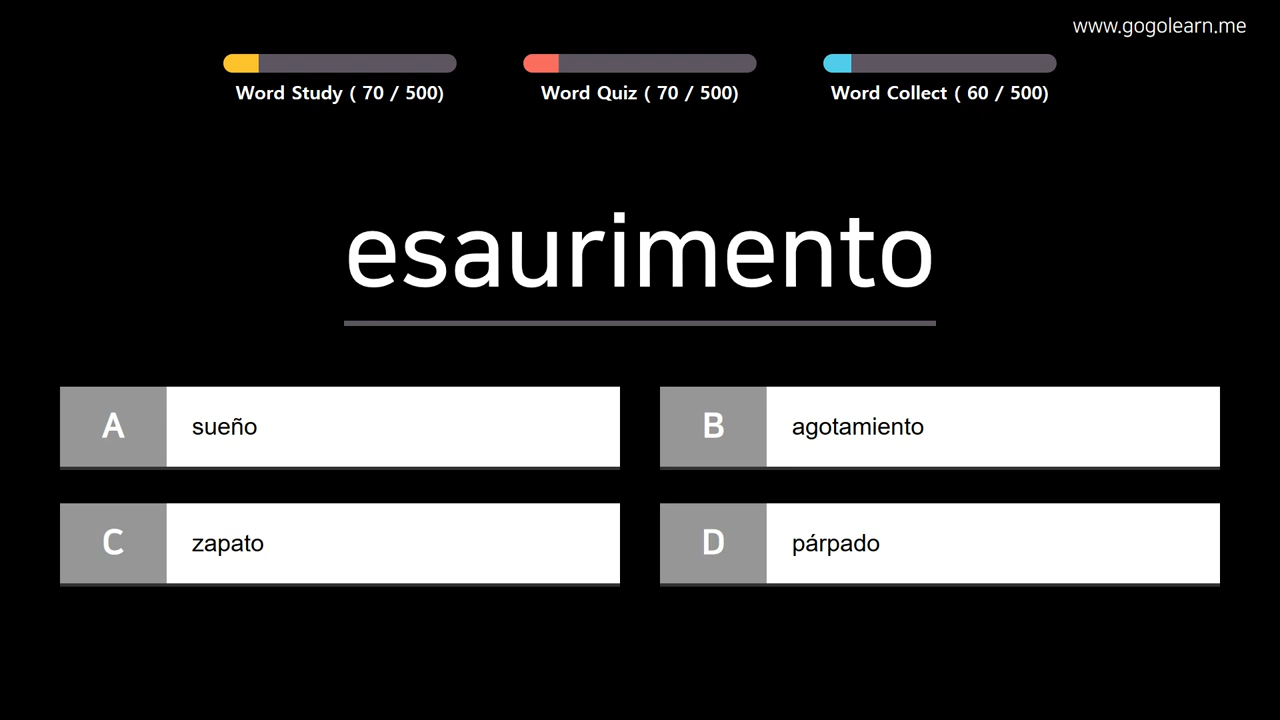 www.gogolearn.me
Word Study ( 70 / 500)
Word Quiz ( 70 / 500)
Word Collect ( 60 / 500)
esaurimento
A sueño
B agotamiento
C zapato
D párpado